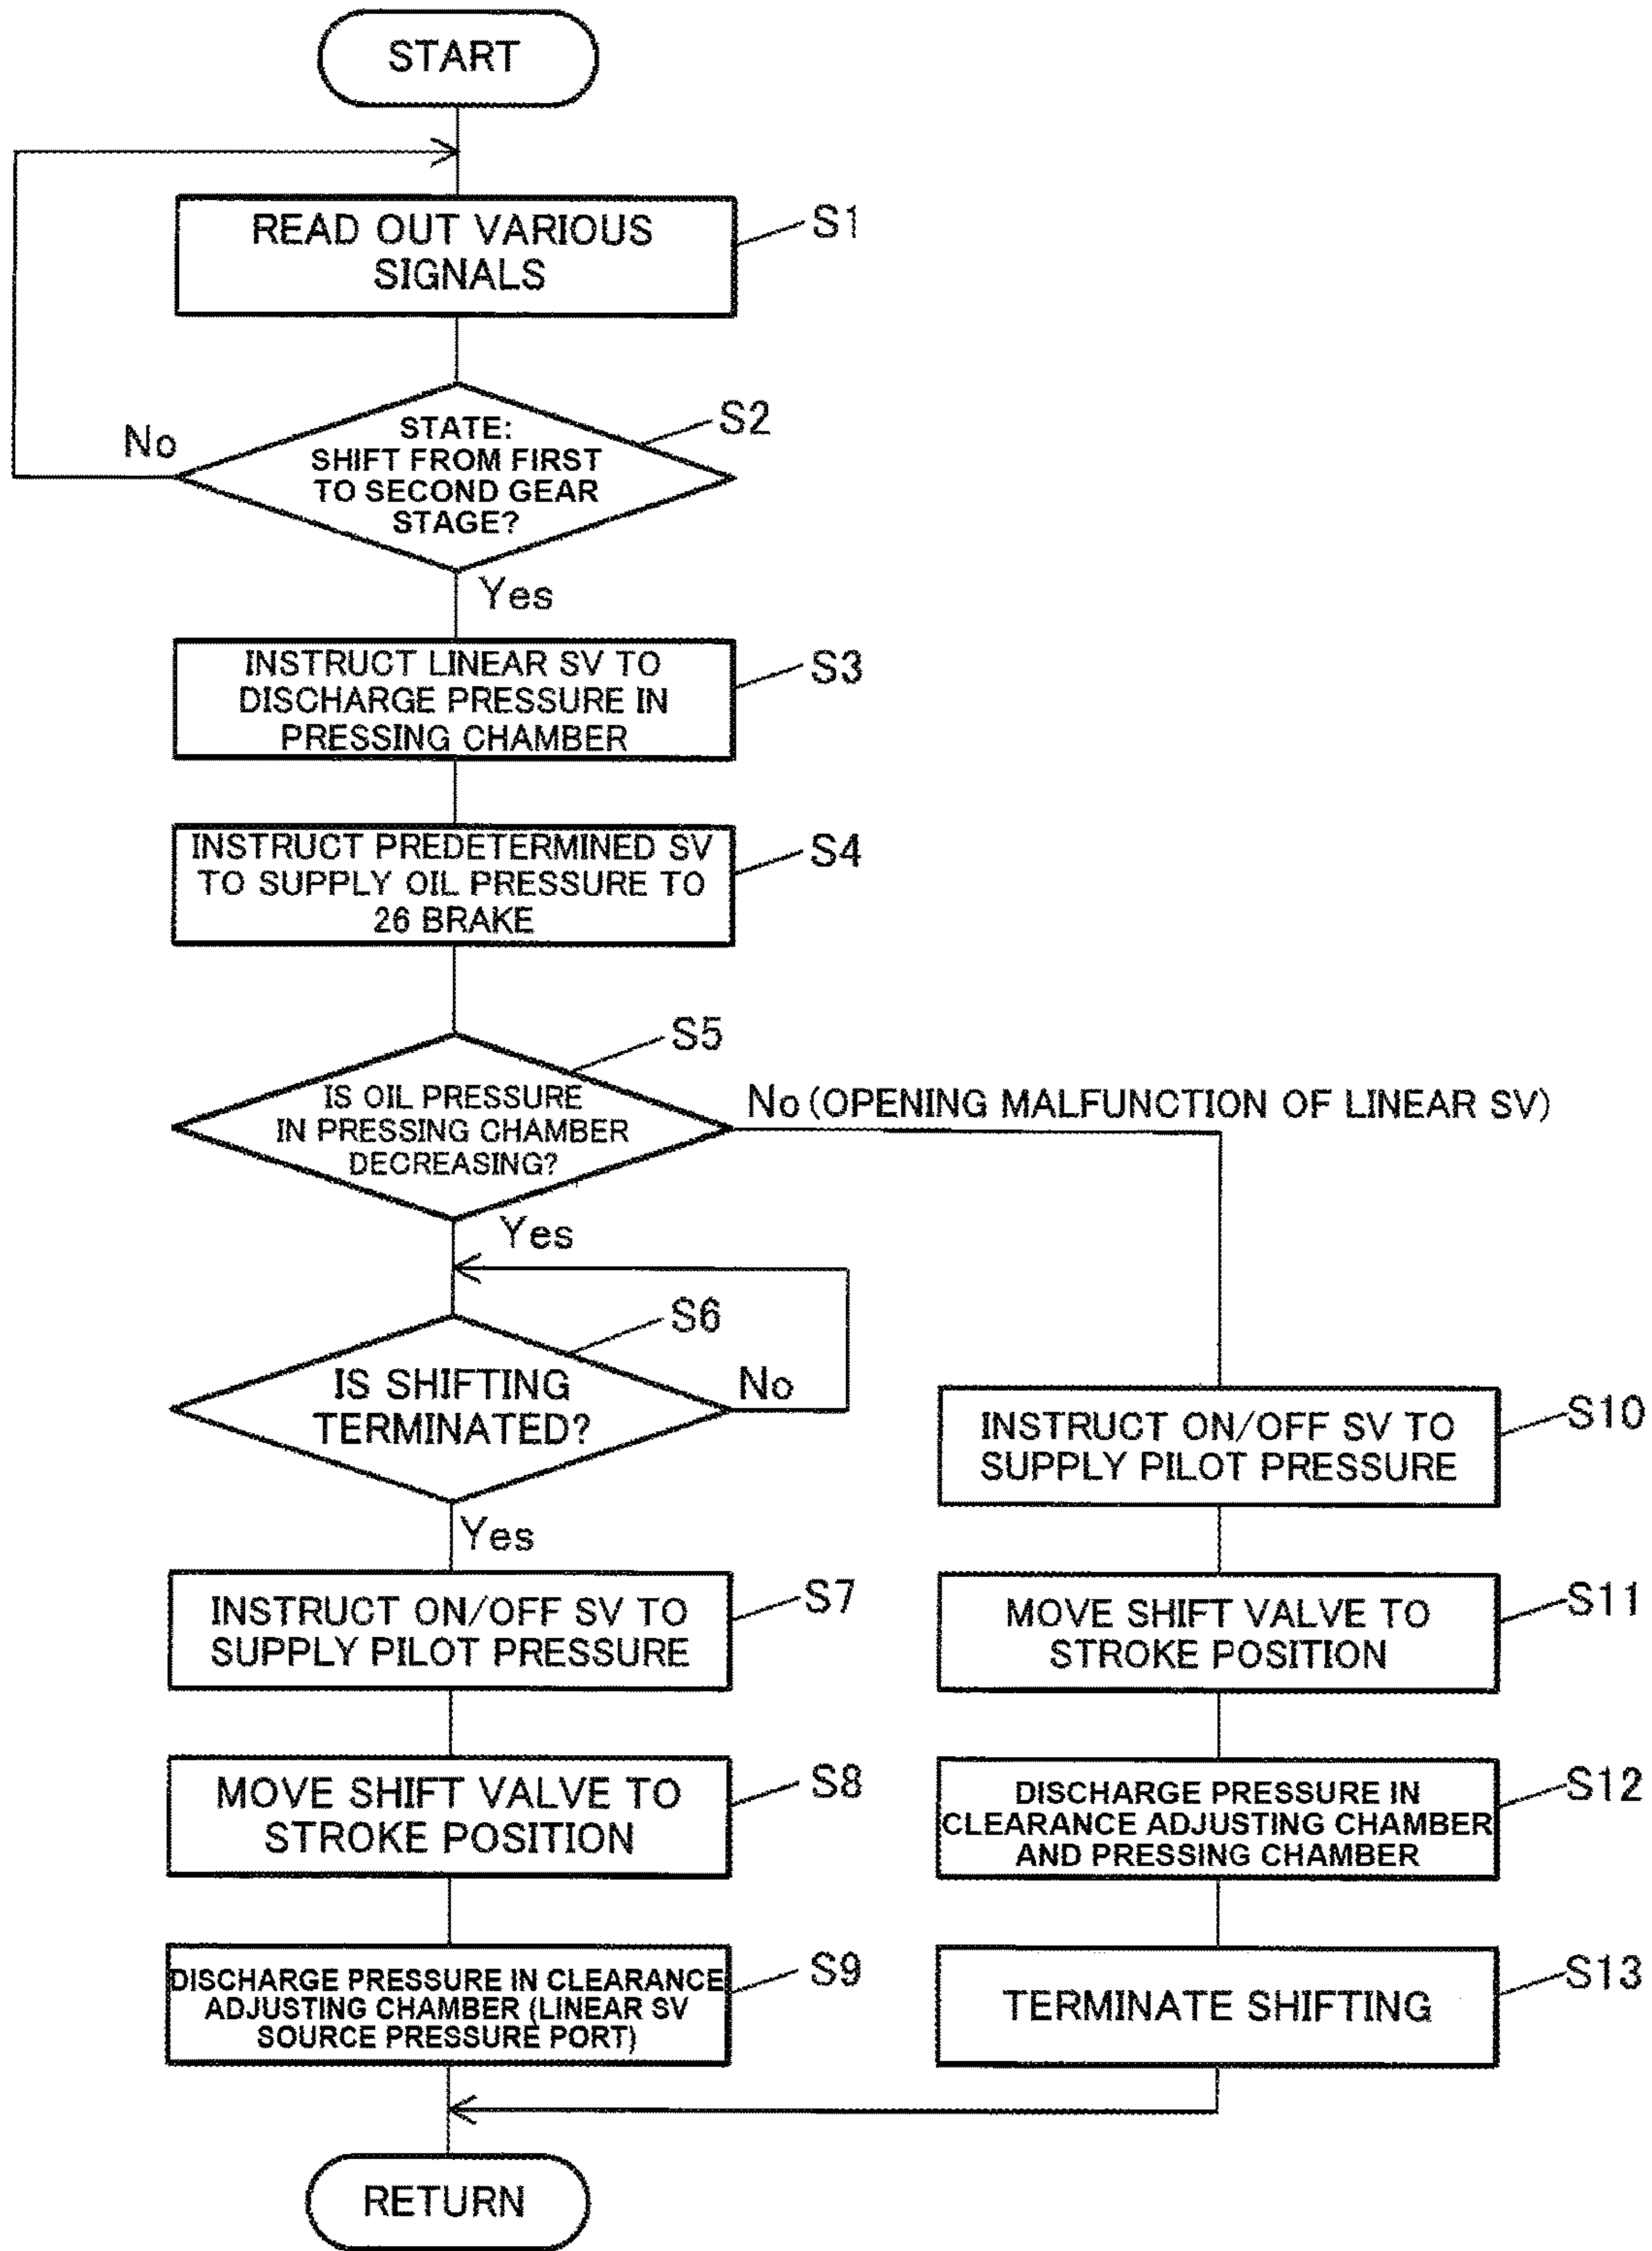 START
READ OUT VARIOUS
SIGNALS
S1
STATE:
SHIFT FROM FIRST
TO SECOND GEAR
STAGE?
S2
No
Yes
INSTRUCT LINEAR SV TO
DISCHARGE PRESSURE IN
PRESSING CHAMBER
S3
INSTRUCT PREDETERMINED SV
TO SUPPLY OIL PRESSURE TO
26 BRAKE
S4
IS OIL PRESSURE
IN PRESSING CHAMBER
DECREASING?
S5
No (OPENING MALFUNCTION OF LINEAR SV)
Yes
IS SHIFTING
TERMINATED?
S6
No
Yes
INSTRUCT ON/OFF SV TO
SUPPLY PILOT PRESSURE
S7
MOVE SHIFT VALVE TO
STROKE POSITION
S8
DISCHARGE PRESSURE IN CLEARANCE
ADJUSTING CHAMBER (LINEAR SV
SOURCE PRESSURE PORT)
S9
INSTRUCT ON/OFF SV TO
SUPPLY PILOT PRESSURE
S10
MOVE SHIFT VALVE TO
STROKE POSITION
S11
DISCHARGE PRESSURE IN
CLEARANCE ADJUSTING CHAMBER
AND PRESSING CHAMBER
S12
TERMINATE SHIFTING
S13
RETURN